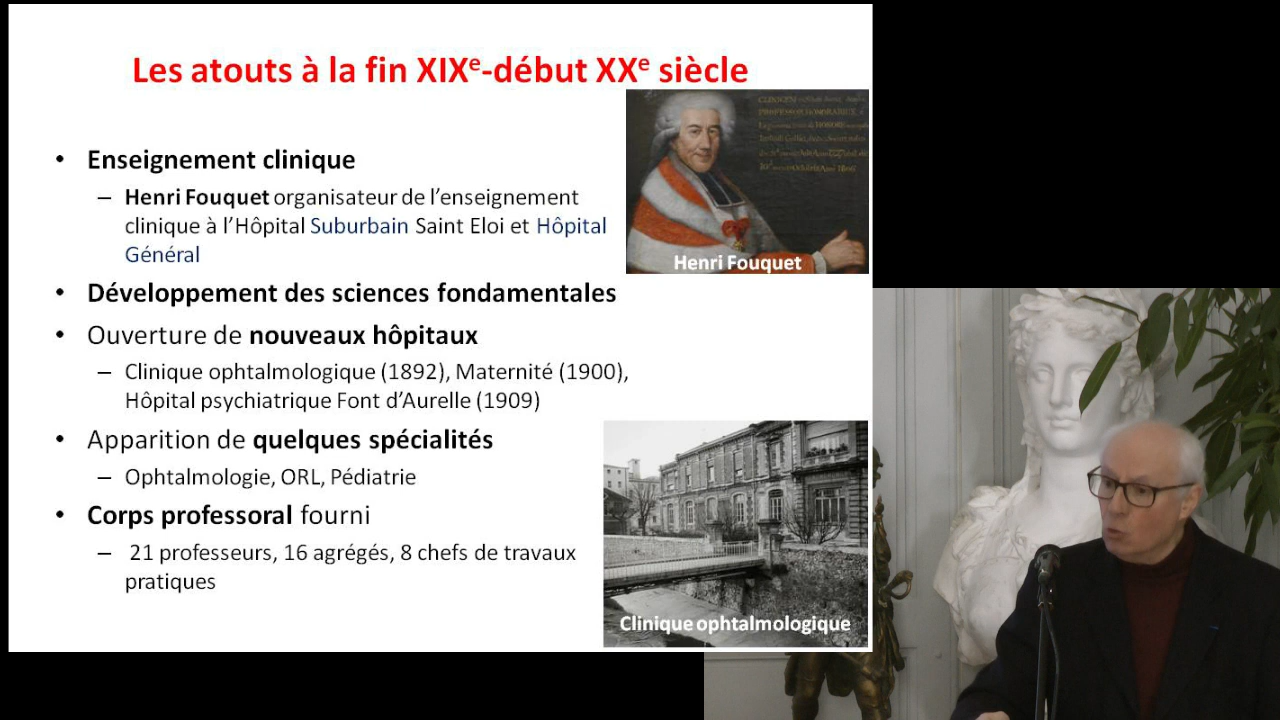 Les atouts à la fin XIXe-début XXe siècle
• Enseignement clinique
– Henri Fouquet organisateur de l'enseignement
clinique à l'Hôpital Suburbain Saint Eloi et Hôpital
Général
• Développement des sciences fondamentales
• Ouverture de nouveaux hôpitaux
– Clinique ophtalmologique (1892), Maternité (1900),
Hôpital psychiatrique Font d'Aurelle (1909)
• Apparition de quelques spécialités
– Ophtalmologie, ORL, Pédiatrie
• Corps professoral fourni
– 21 professeurs, 16 agrégés, 8 chefs de travaux
pratiques
PROFESSOR HONORARIUS
Henri Fouquet
Clinique ophtalmologique